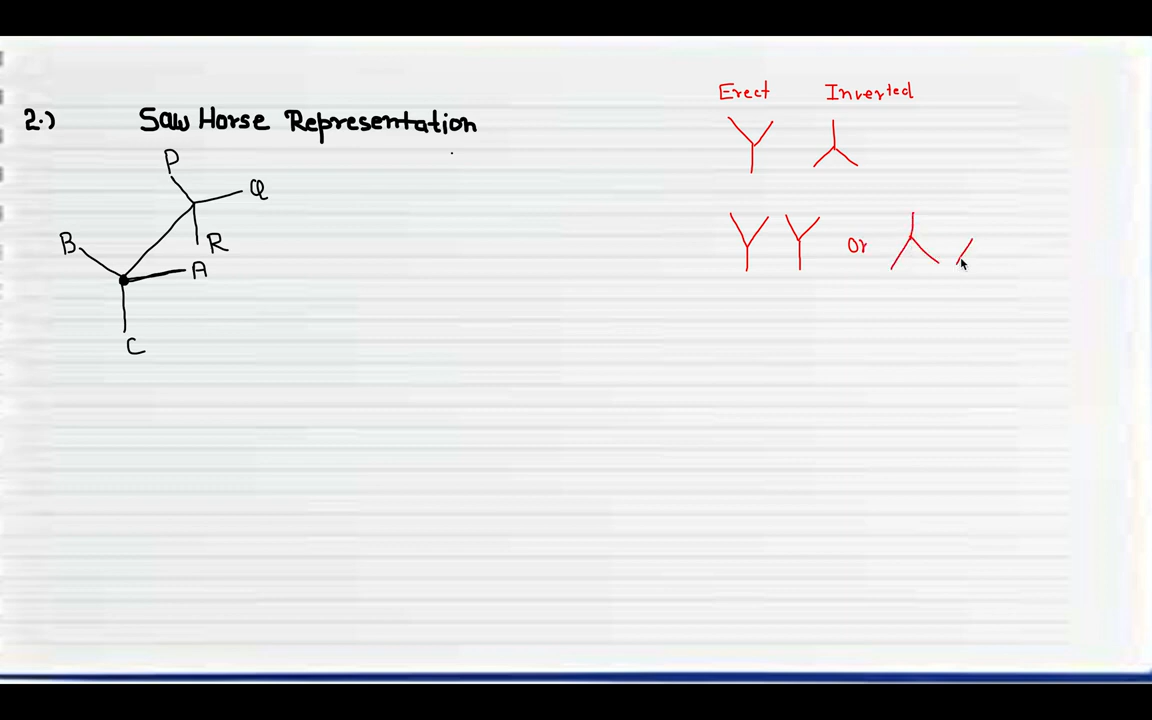 2.) Saw Horse Representation
Erect Inverted
P
Q
B
R
A
C
or